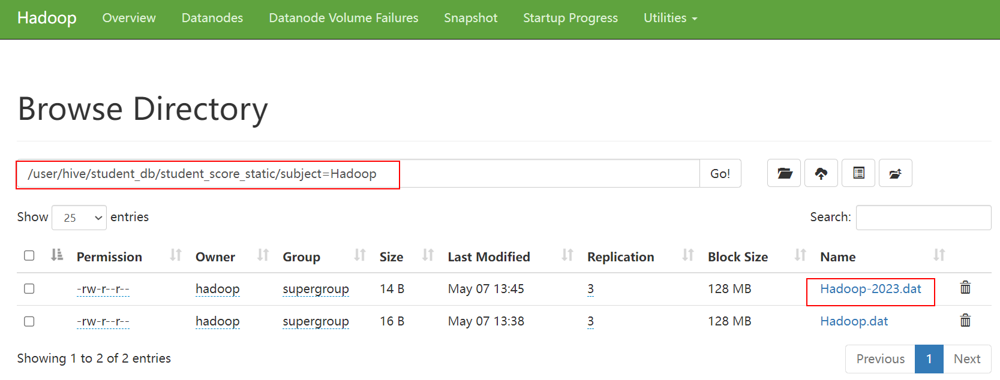 Hadoop Overview Datanodes Datanode Volume Failures Snapshot Startup Progress Utilities
Browse Directory
/user/hive/student_db/student_score_static/subject=Hadoop Go!
Show 25 entries Search:
Permission Owner Group Size Last Modified Replication Block Size Name
-rw-r--r-- hadoop supergroup 14 B May 07 13:45 3 128 MB Hadoop-2023.dat
-rw-r--r-- hadoop supergroup 16 B May 07 13:38 3 128 MB Hadoop.dat
Showing 1 to 2 of 2 entries Previous 1 Next